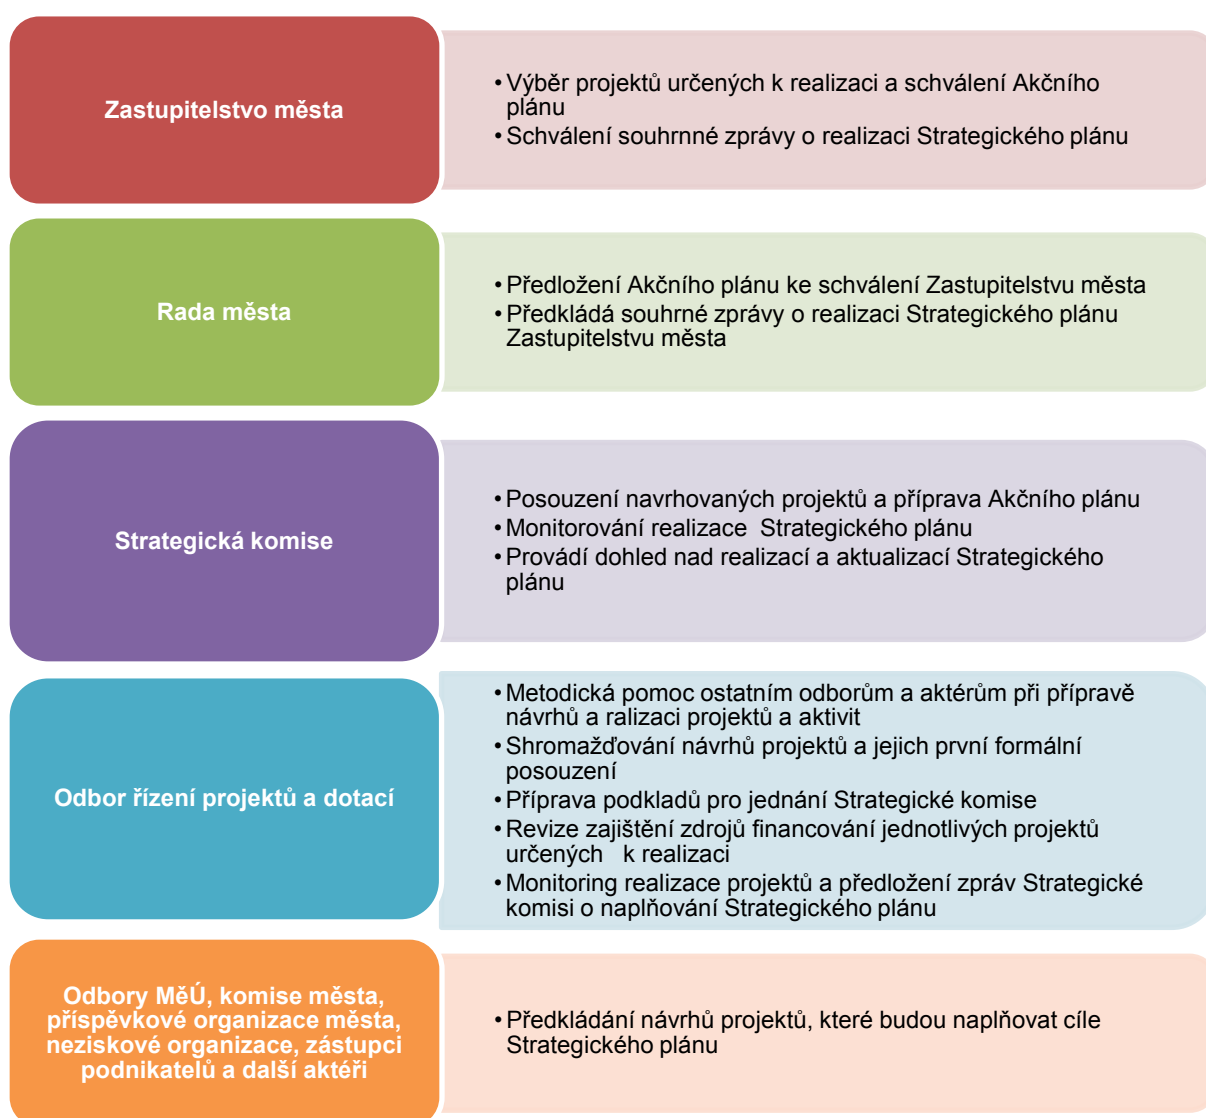 Zastupitelstvo města
• Výběr projektů určených k realizaci a schválení Akčního
plánu
• Schválení souhrnné zprávy o realizaci Strategického plánu
Rada města
• Předložení Akčního plánu ke schválení Zastupitelstvu města
• Předkládá souhrné zprávy o realizaci Strategického plánu
Zastupitelstvu města
Strategická komise
• Posouzení navrhovaných projektů a příprava Akčního plánu
• Monitorování realizace  Strategického plánu
• Provádí dohled nad realizací a aktualizací Strategického
plánu
Odbor řízení projektů a dotací
• Metodická pomoc ostatním odborům a aktérům při přípravě
návrhů a ralizaci projektů a aktivit
• Shromažďování návrhů projektů a jejich první formální
posouzení
• Příprava podkladů pro jednání Strategické komise
• Revize zajištění zdrojů financování jednotlivých projektů
určených   k realizaci
• Monitoring realizace projektů a předložení zpráv Strategické
komisi o naplňování Strategického plánu
Odbory MěÚ, komise města,
příspěvkové organizace města,
neziskové organizace, zástupci
podnikatelů a další aktéři
• Předkládání návrhů projektů, které budou naplňovat cíle
Strategického plánu